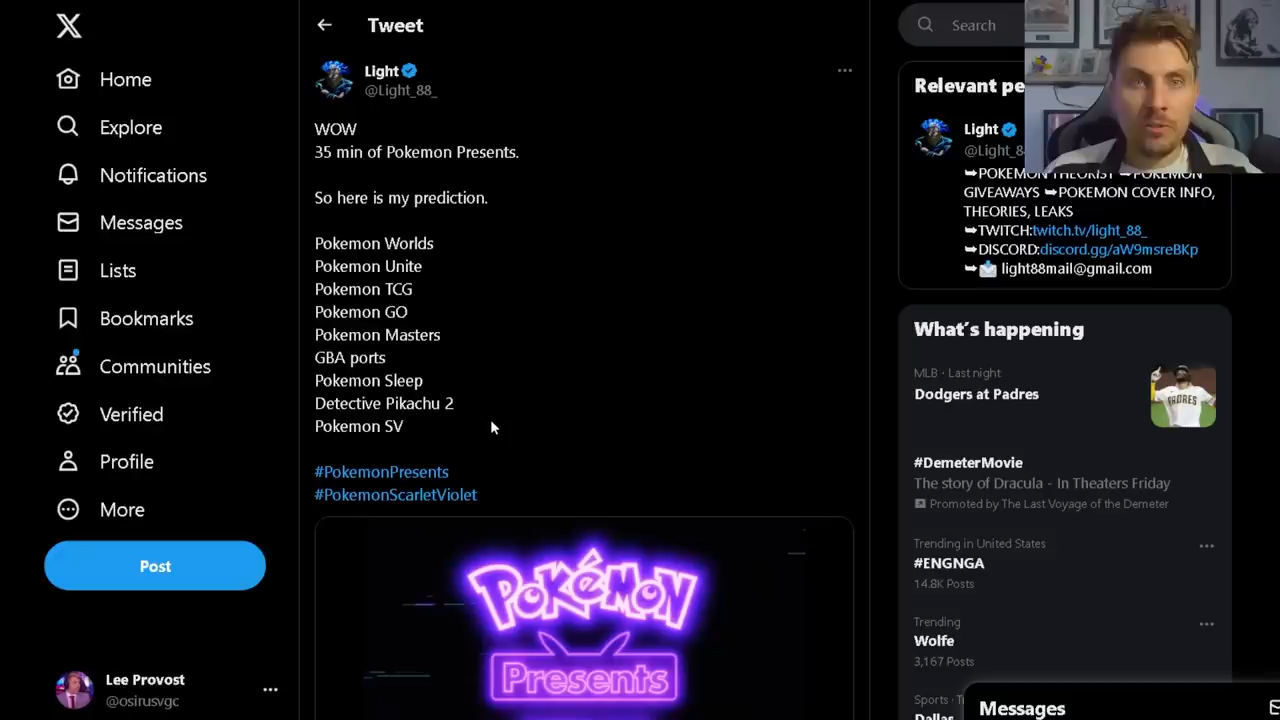 Home
Explore
Notifications
Messages
Lists
Bookmarks
Communities
Verified
Profile
More
Post
Lee Provost
@osirusvgc
Tweet
Light
@Light_88_
WOW
35 min of Pokemon Presents.
So here is my prediction.
Pokemon Worlds
Pokemon Unite
Pokemon TCG
Pokemon GO
Pokemon Masters
GBA ports
Pokemon Sleep
Detective Pikachu 2
Pokemon SV
#PokemonPresents
#PokemonScarletViolet
POKéMON
Presents
Search
Relevant pe
Light
@Light_8
➥POKEMON THEORIST ➥POKEMON
GIVEAWAYS ➥POKEMON COVER INFO,
THEORIES, LEAKS
➥TWITCH:twitch.tv/light_88_
➥DISCORD:discord.gg/aW9msreBKp
➥📩 light88mail@gmail.com
What's happening
MLB · Last night
Dodgers at Padres
PADRES
#DemeterMovie
The story of Dracula - In Theaters Friday
Promoted by The Last Voyage of the Demeter
Trending in United States
#ENGNGA
14.8K Posts
Trending
Wolfe
3,167 Posts
Sports · T
Dallas
Messages